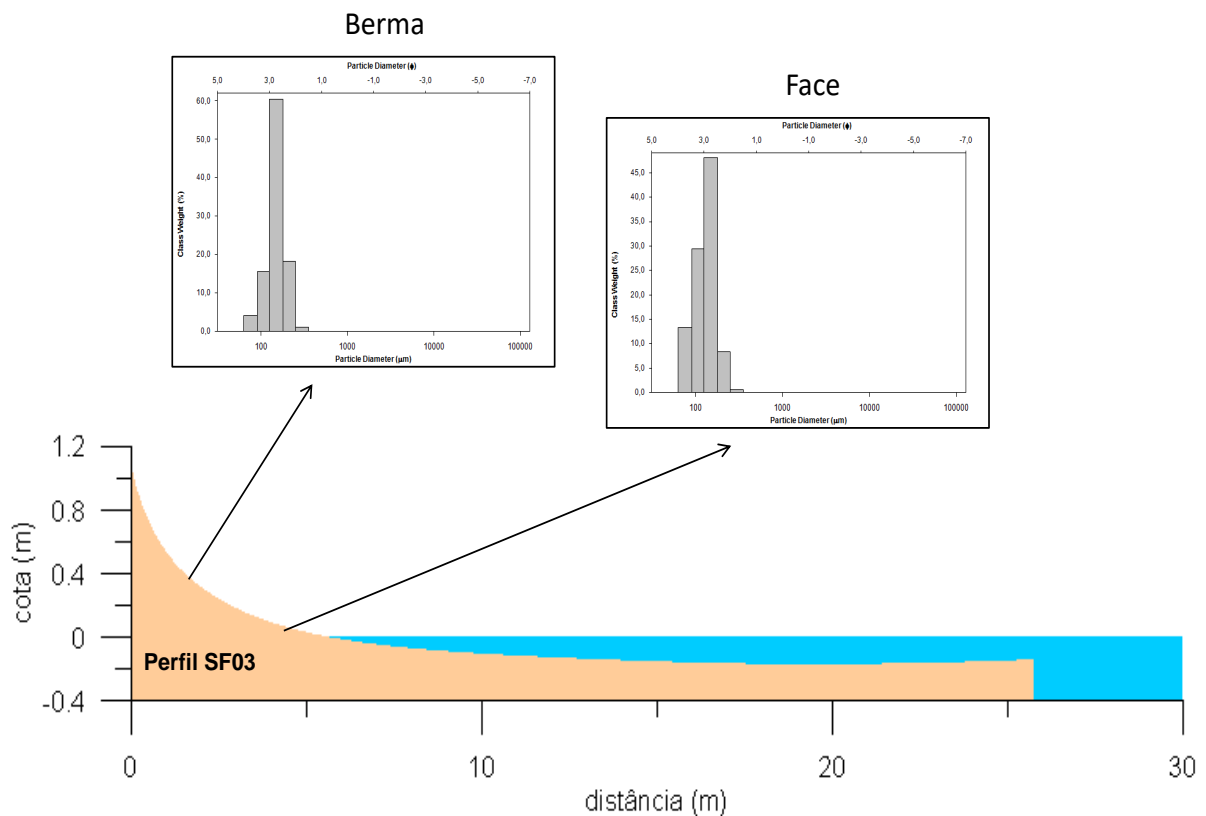 Berma
Particle Diameter (ϕ)
5,0 3,0 1,0 -1,0 -3,0 -5,0 -7,0
60,0
50,0
40,0
30,0
20,0
10,0
0,0
Class Weight (%)
100 1000 10000 100000
Particle Diameter (μm)
Face
Particle Diameter (ϕ)
5,0 3,0 1,0 -1,0 -3,0 -5,0 -7,0
45,0
40,0
35,0
30,0
25,0
20,0
15,0
10,0
5,0
0,0
Class Weight (%)
100 1000 10000 100000
Particle Diameter (μm)
1.2
0.8
0.4
0
-0.4
cota (m)
Perfil SF03
0 10 20 30
distância (m)